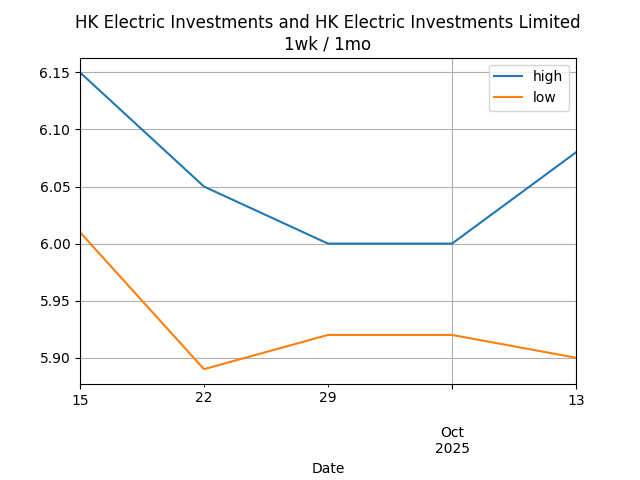 HK Electric Investments and HK Electric Investments Limited
1wk / 1mo
high
low
6.15
6.10
6.05
6.00
5.95
5.90
15
22
29
13
Oct
2025
Date